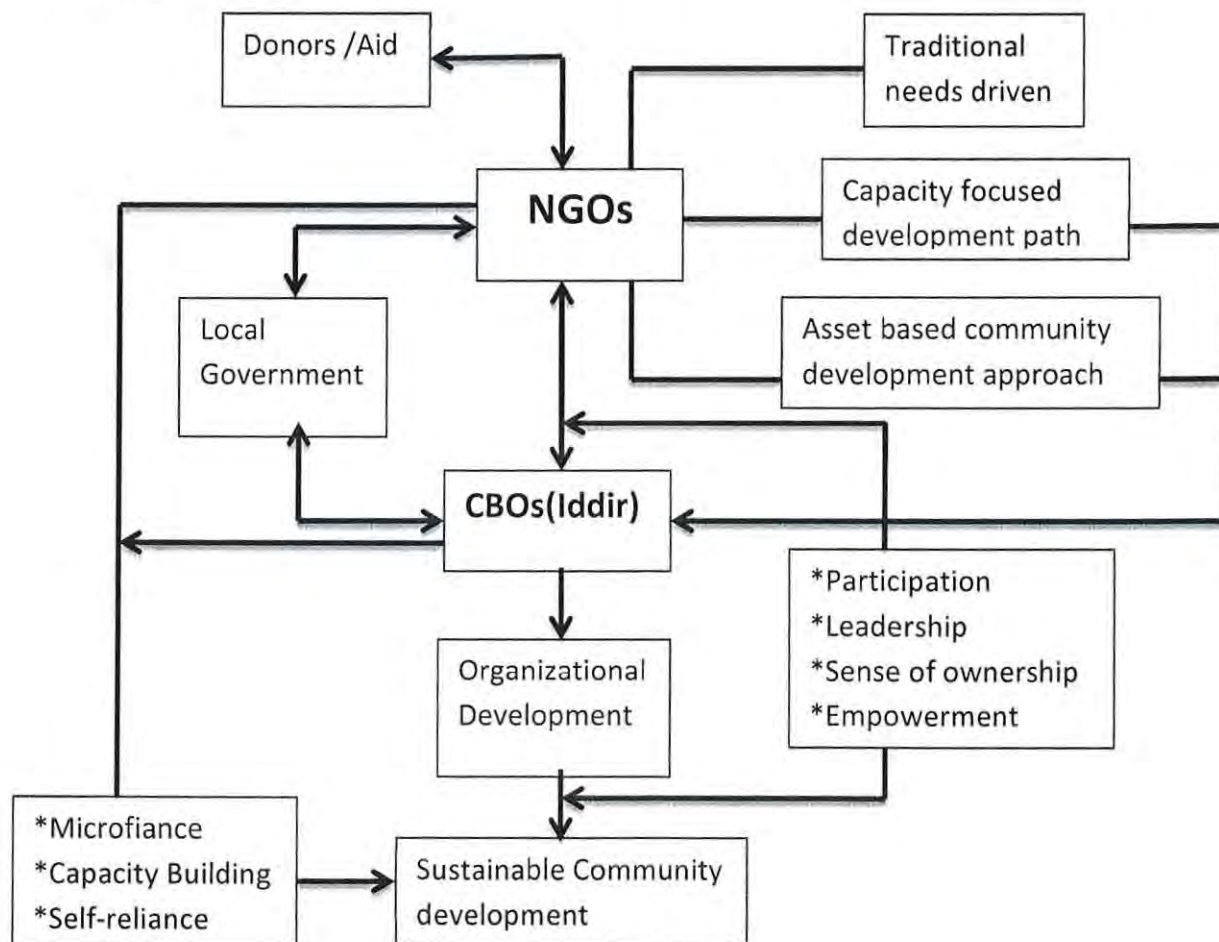 Donors /Aid
Traditional
needs driven
NGOs
Capacity focused
development path
Local
Government
Asset based community
development approach
CBOs(Iddir)
*Participation
*Leadership
*Sense of ownership
*Empowerment
Organizational
Development
*Microfiance
*Capacity Building
*Self-reliance
Sustainable Community
development